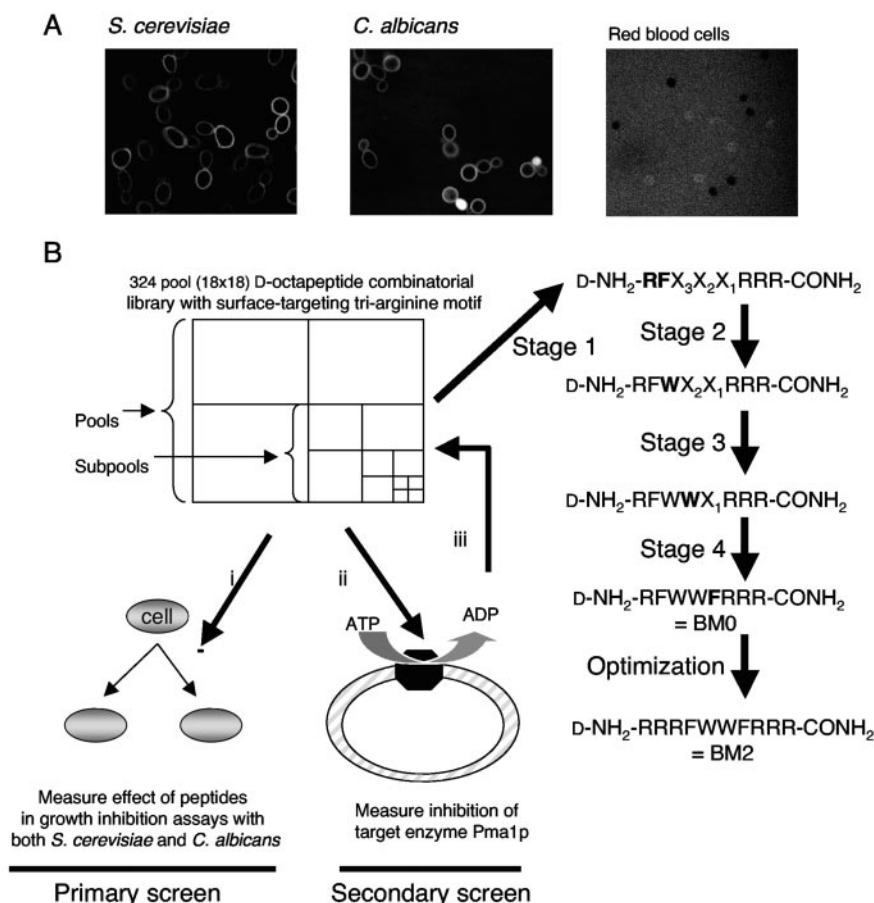 A
S. cerevisiae
C. albicans
Red blood cells
B
324 pool (18x18) D-octapeptide combinatorial
library with surface-targeting tri-arginine motif
Pools
Subpools
Stage 1
D-NH₂-RFX₃X₂X₁RRR-CONH₂
Stage 2
D-NH₂-RFWX₂X₁RRR-CONH₂
Stage 3
D-NH₂-RFWWX₁RRR-CONH₂
Stage 4
D-NH₂-RFWWFRRR-CONH₂
= BM0
Optimization
D-NH₂-RRRFWWFRRR-CONH₂
= BM2
i
ii
iii
cell
-
ATP
ADP
Measure effect of peptides
in growth inhibition assays with
both S. cerevisiae and C. albicans
Primary screen
Measure inhibition of
target enzyme Pma1p
Secondary screen